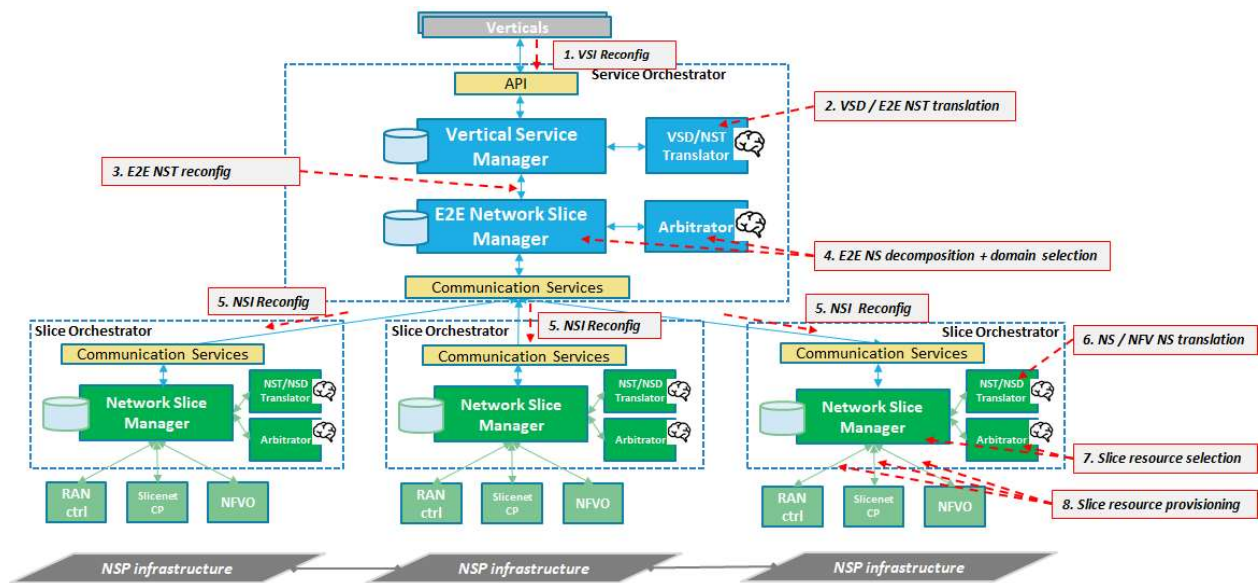 Verticals
1. VSI Reconfig
Service Orchestrator
API
2. VSD / E2E NST translation
Vertical Service
Manager
VSD/NST
Translator
3. E2E NST reconfig
E2E Network Slice
Manager
Arbitrator
4. E2E NS decomposition + domain selection
Communication Services
5. NSI Reconfig
5. NSI Reconfig
5. NSI Reconfig
Slice Orchestrator
Communication Services
Network Slice
Manager
NST/NSD
Translator
Arbitrator
RAN
ctrl
Slicenet
CP
NFVO
Slice Orchestrator
Communication Services
Network Slice
Manager
NST/NSD
Translator
Arbitrator
RAN
ctrl
Slicenet
CP
NFVO
Slice Orchestrator
Communication Services
6. NS / NFV NS translation
Network Slice
Manager
NST/NSD
Translator
Arbitrator
7. Slice resource selection
RAN
ctrl
Slicenet
CP
NFVO
8. Slice resource provisioning
NSP infrastructure
NSP infrastructure
NSP infrastructure